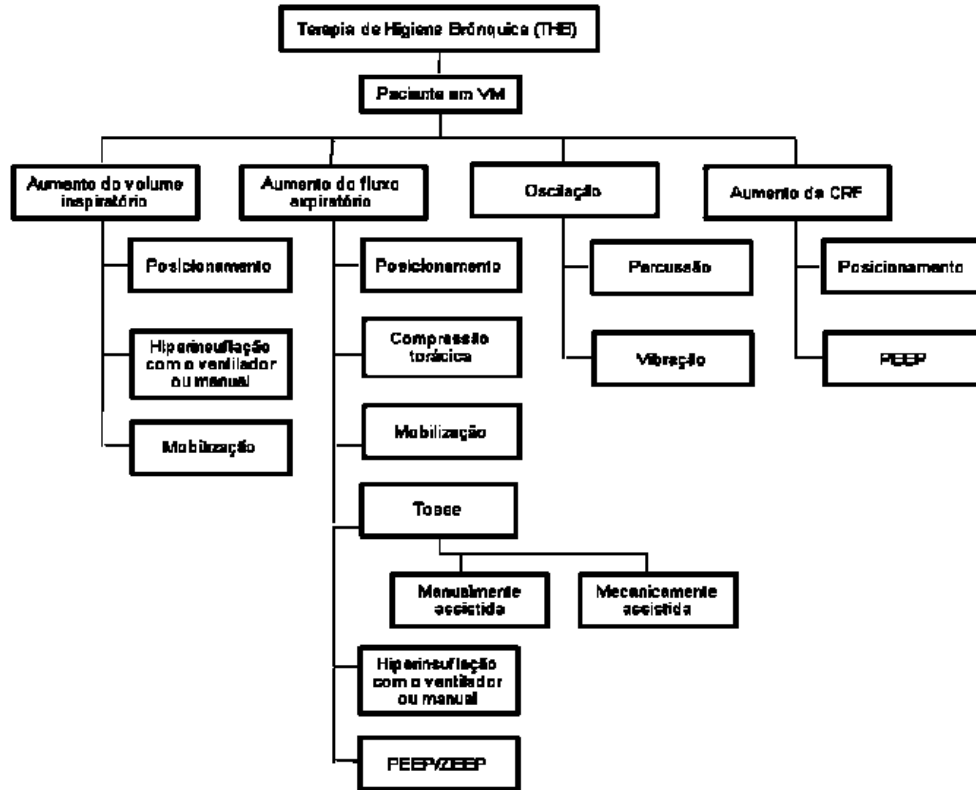 Terapia de Higiene Brônquica (THB)
Paciente em VM
Aumento do volume
inspiratório
Aumento do fluxo
expiratório
Oscilação
Aumento da CRF
Posicionamento
Posicionamento
Percussão
Posicionamento
Hiperinsuflação
com o ventilador
ou manual
Compressão
torácica
Vibração
PEEP
Mobilização
Mobilização
Tosse
Manualmente
assistida
Mecanicamente
assistida
Hiperinsuflação
com o ventilador
ou manual
PEEP/ZEEP